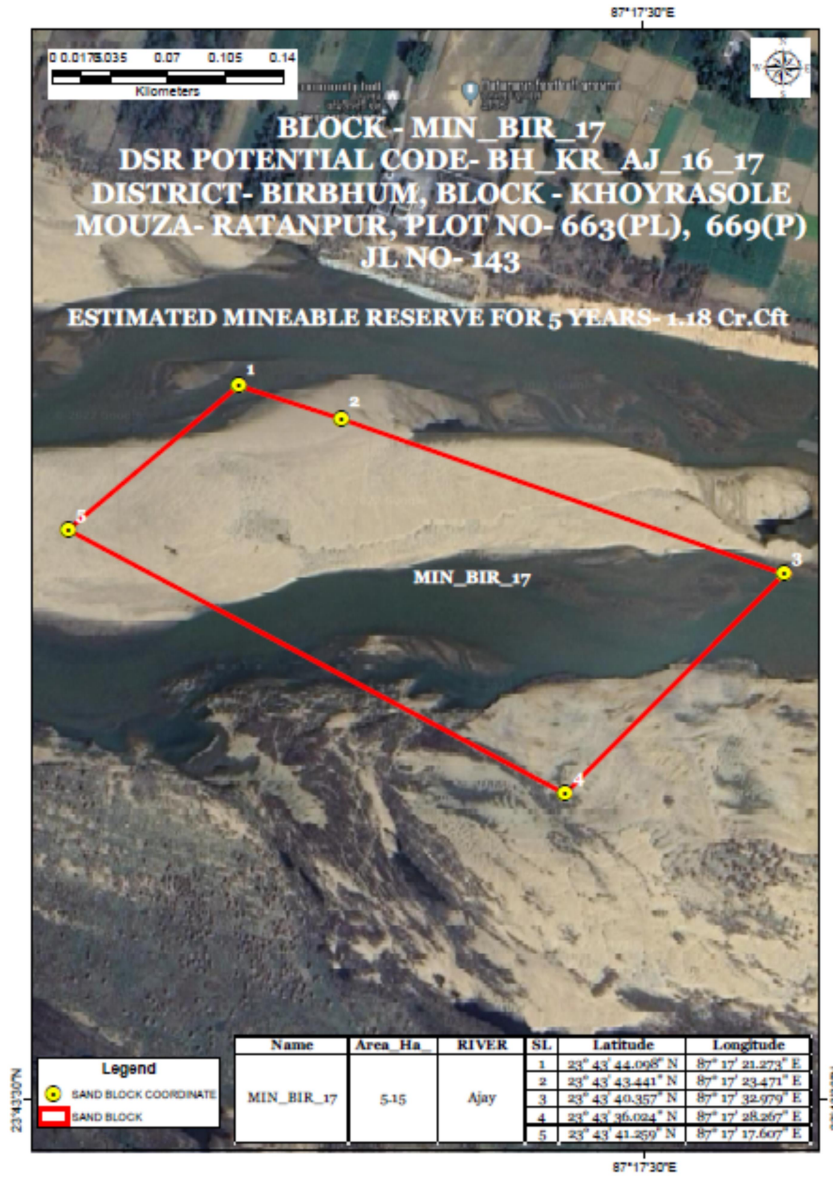 87°17'30"E
0 0.0175 0.035 0.07 0.105 0.14
Kilometers
N
W E
S
BLOCK - MIN_BIR_17
DSR POTENTIAL CODE- BH_KR_AJ_16_17
DISTRICT- BIRBHUM, BLOCK - KHOYRASOLE
MOUZA- RATANPUR, PLOT NO- 663(PL), 669(P)
JL NO- 143
ESTIMATED MINEABLE RESERVE FOR 5 YEARS- 1.18 Cr.Cft
1
2
5
3
MIN_BIR_17
4
Name Area_Ha_ RIVER SL Latitude Longitude
MIN_BIR_17 5.15 Ajay
1 23° 43' 44.098" N 87° 17' 21.273" E
2 23° 43' 43.441" N 87° 17' 23.471" E
3 23° 43' 40.357" N 87° 17' 32.979" E
4 23° 43' 36.024" N 87° 17' 28.267" E
5 23° 43' 41.259" N 87° 17' 17.607" E
Legend
SAND BLOCK COORDINATE
SAND BLOCK
23°43'30"N
87°17'30"E